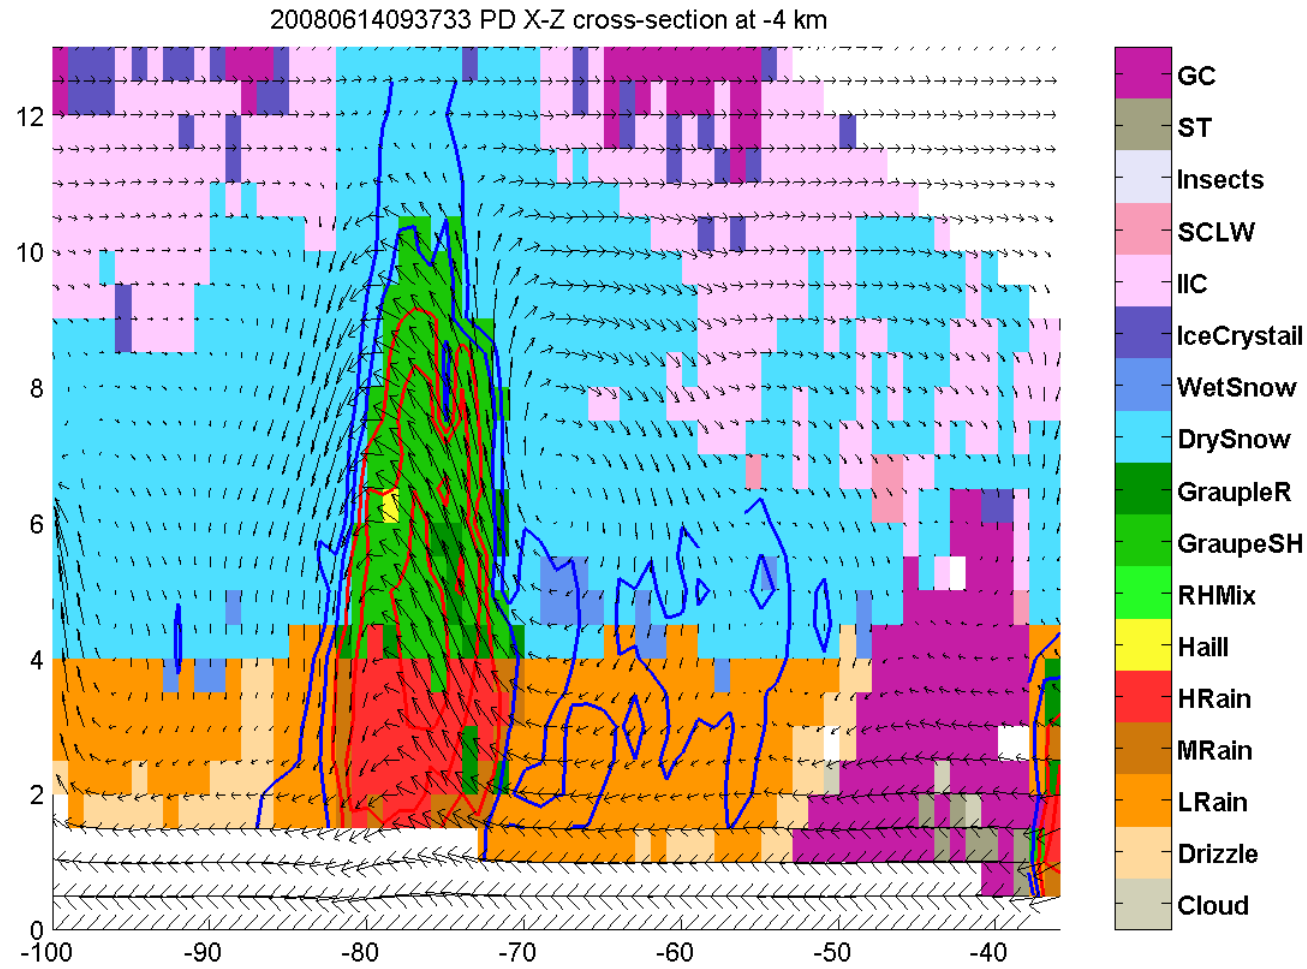 20080614093733 PD X-Z cross-section at -4 km
12
10
8
6
4
2
0
-100 -90 -80 -70 -60 -50 -40
GC
ST
Insects
SCLW
IIC
IceCrystail
WetSnow
DrySnow
GraupleR
GraupeSH
RHMix
Haill
HRain
MRain
LRain
Drizzle
Cloud